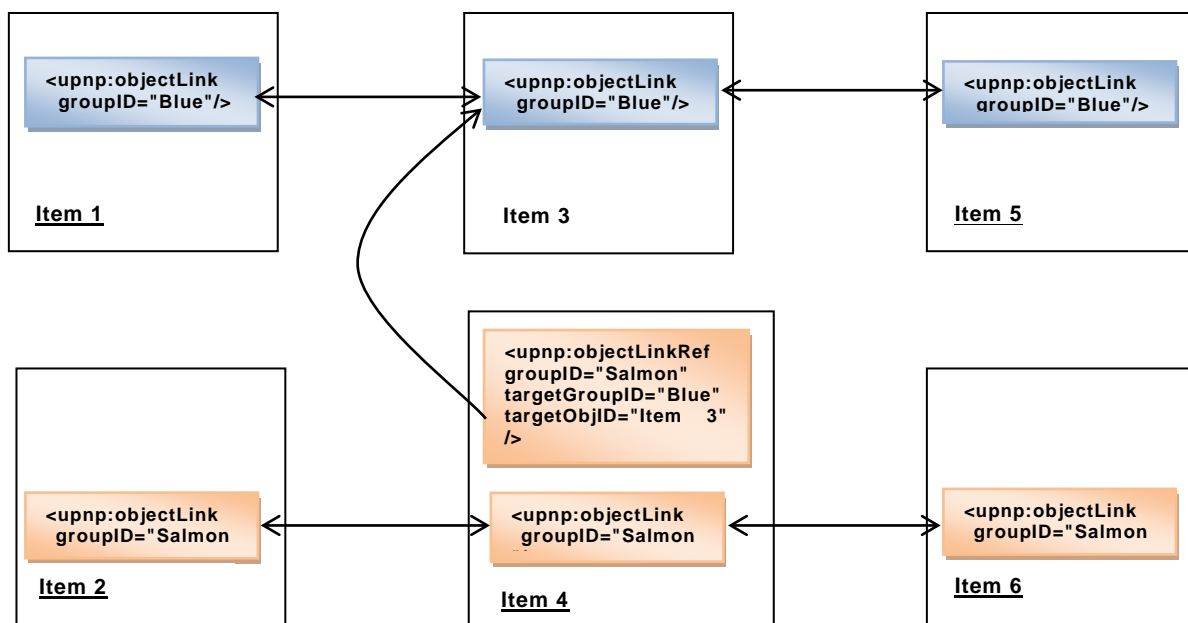 <upnp:objectLink
groupID="Blue"/>
<upnp:objectLink
groupID="Blue"/>
<upnp:objectLink
groupID="Blue"/>
Item 1
Item 3
Item 5
<upnp:objectLinkRef
groupID="Salmon"
targetGroupID="Blue"
targetObjID="Item 3"
/>
<upnp:objectLink
groupID="Salmon
<upnp:objectLink
groupID="Salmon
<upnp:objectLink
groupID="Salmon
Item 2
Item 4
Item 6